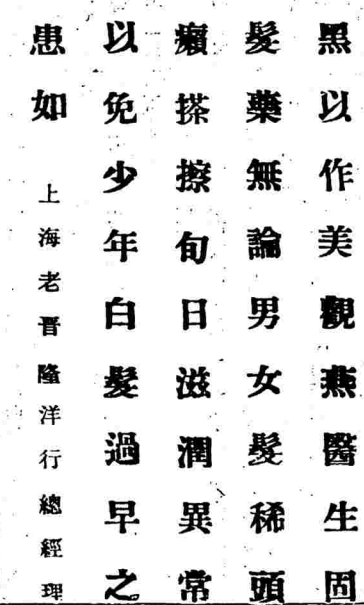 黑以作美觀燕醫生固
髮藥無論男女髮稀頭
癩搽擦旬日滋潤異常
以免少年白髮過早之
患如
上海老晋隆洋行總經理